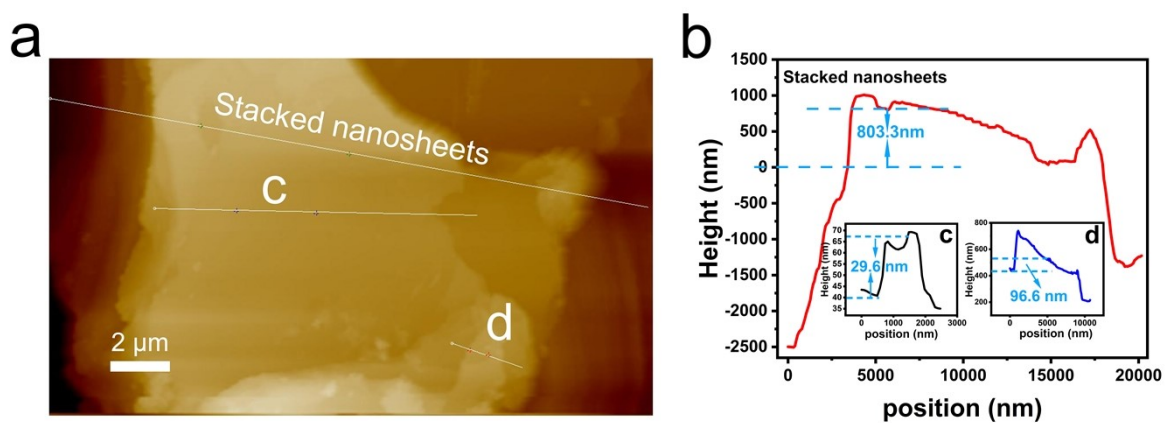 a
Stacked nanosheets
c
d
2 μm
b
Stacked nanosheets
803.3nm
Height (nm)
1500
1000
500
0
-500
-1000
-1500
-2000
-2500
0
5000
10000
15000
20000
position (nm)
c
29.6 nm
Height (nm)
70
65
60
55
50
45
40
35
0
1000
2000
3000
position (nm)
d
96.6 nm
Height (nm)
800
600
400
200
0
5000
10000
position (nm)